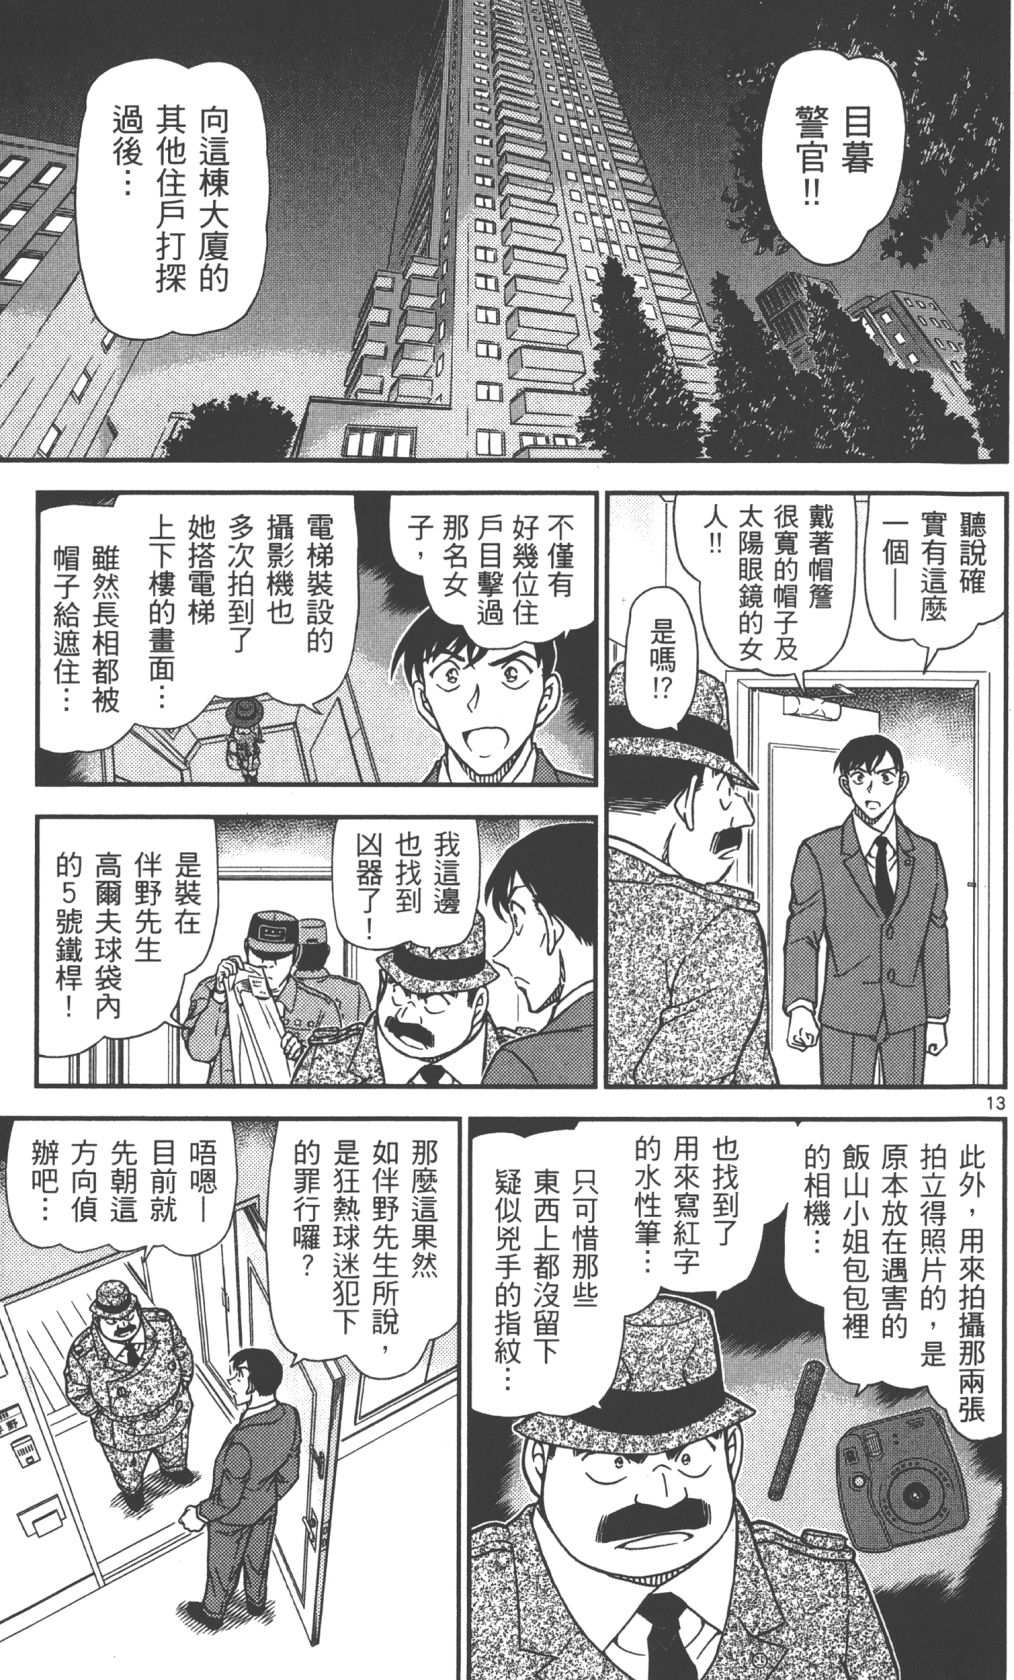 目暮
警官!!
向這棟大廈的
其他住戶打探
過後…
聽說確
實有這麼
一個—
戴著帽簷
很寬的帽子及
太陽眼鏡的女
人!!
是嗎!?
不僅有
好幾位住
戶目擊過
那名女
子，
電梯裝設的
攝影機也
多次拍到了
她搭電梯
上下樓的畫面…
雖然長相都被
帽子給遮住…
我這邊
也找到
凶器了！
是裝在
伴野先生
高爾夫球袋內
的5號鐵桿！
13
此外，用來拍攝那兩張
拍立得照片的，是
原本放在遇害的
飯山小姐包包裡
的相機…
也找到了
用來寫紅字
的水性筆…
只可惜那些
東西上都沒留下
疑似兇手的指紋…
那麼這果然
如伴野先生所說，
是狂熱球迷犯下
的罪行囉？
唔嗯—
目前就
先朝這
方向偵
辦吧…